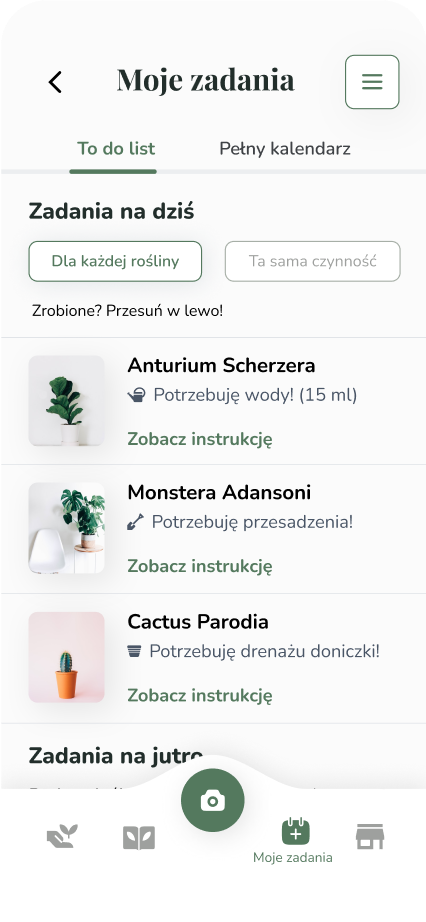 Moje zadania
To do list
Pełny kalendarz
Zadania na dziś
Dla każdej rośliny
Ta sama czynność
Zrobione? Przesuń w lewo!
Anturium Scherzera
Potrzebuję wody! (15 ml)
Zobacz instrukcję
Monstera Adansoni
Potrzebuję przesadzenia!
Zobacz instrukcję
Cactus Parodia
Potrzebuję drenażu doniczki!
Zobacz instrukcję
Zadania na jutro
Moje zadania